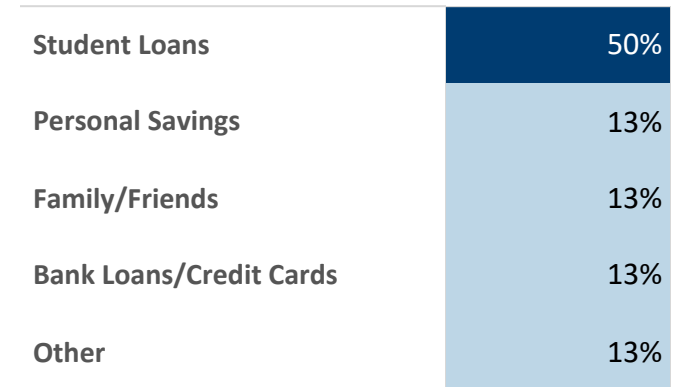 Student Loans 50%
Personal Savings 13%
Family/Friends 13%
Bank Loans/Credit Cards 13%
Other 13%